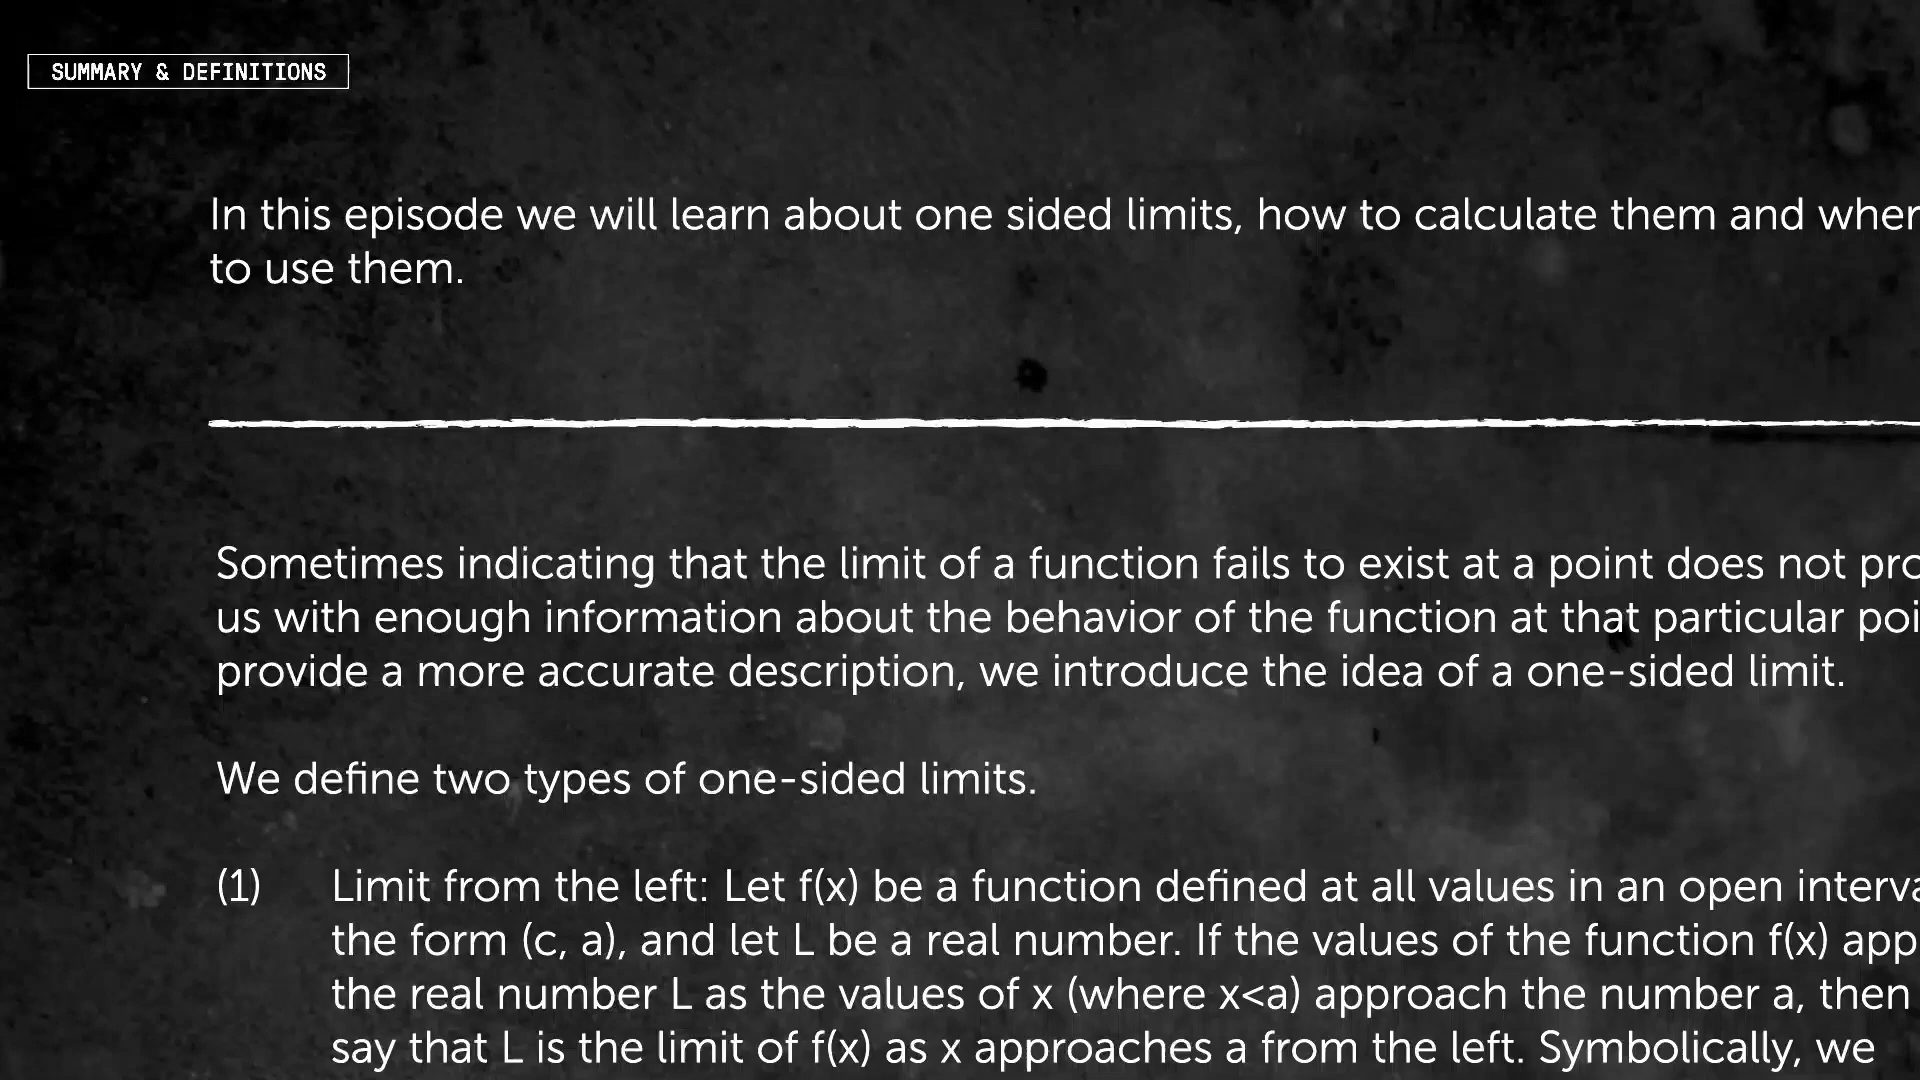 SUMMARY & DEFINITIONS
In this episode we will learn about one sided limits, how to calculate them and
to use them.
Sometimes indicating that the limit of a function fails to exist at a point does not
us with enough information about the behavior of the function at that particular
provide a more accurate description, we introduce the idea of a one-sided limit.
We define two types of one-sided limits.
(1) Limit from the left: Let f(x) be a function defined at all values in an open
the form (c, a), and let L be a real number. If the values of the function f(x)
the real number L as the values of x (where x<a) approach the number a, then
say that L is the limit of f(x) as x approaches a from the left. Symbolically, we